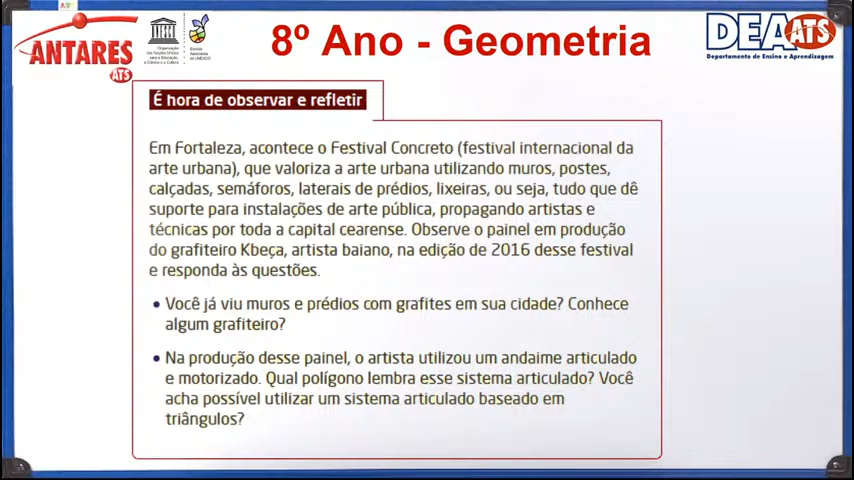 ANTARES
ATS
UNESCO
8º Ano - Geometria
DEA ATS
Departamento de Ensino e Aprendizagem
É hora de observar e refletir
Em Fortaleza, acontece o Festival Concreto (festival internacional da
arte urbana), que valoriza a arte urbana utilizando muros, postes,
calçadas, semáforos, laterais de prédios, lixeiras, ou seja, tudo que dê
suporte para instalações de arte pública, propagando artistas e
técnicas por toda a capital cearense. Observe o painel em produção
do grafiteiro Kbeça, artista baiano, na edição de 2016 desse festival
e responda às questões.
• Você já viu muros e prédios com grafites em sua cidade? Conhece
algum grafiteiro?
• Na produção desse painel, o artista utilizou um andaime articulado
e motorizado. Qual polígono lembra esse sistema articulado? Você
acha possível utilizar um sistema articulado baseado em
triângulos?